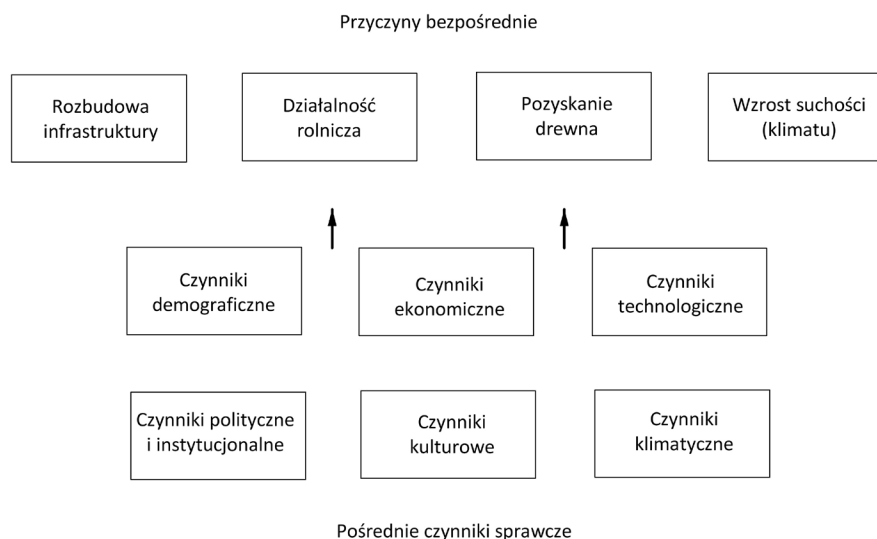 Przyczyny bezpośrednie
Rozbudowa
infrastruktury
Działalność
rolnicza
Pozyskanie
drewna
Wzrost suchości
(klimatu)
Czynniki
demograficzne
Czynniki
ekonomiczne
Czynniki
technologiczne
Czynniki polityczne
i instytucjonalne
Czynniki
kulturowe
Czynniki
klimatyczne
Pośrednie czynniki sprawcze